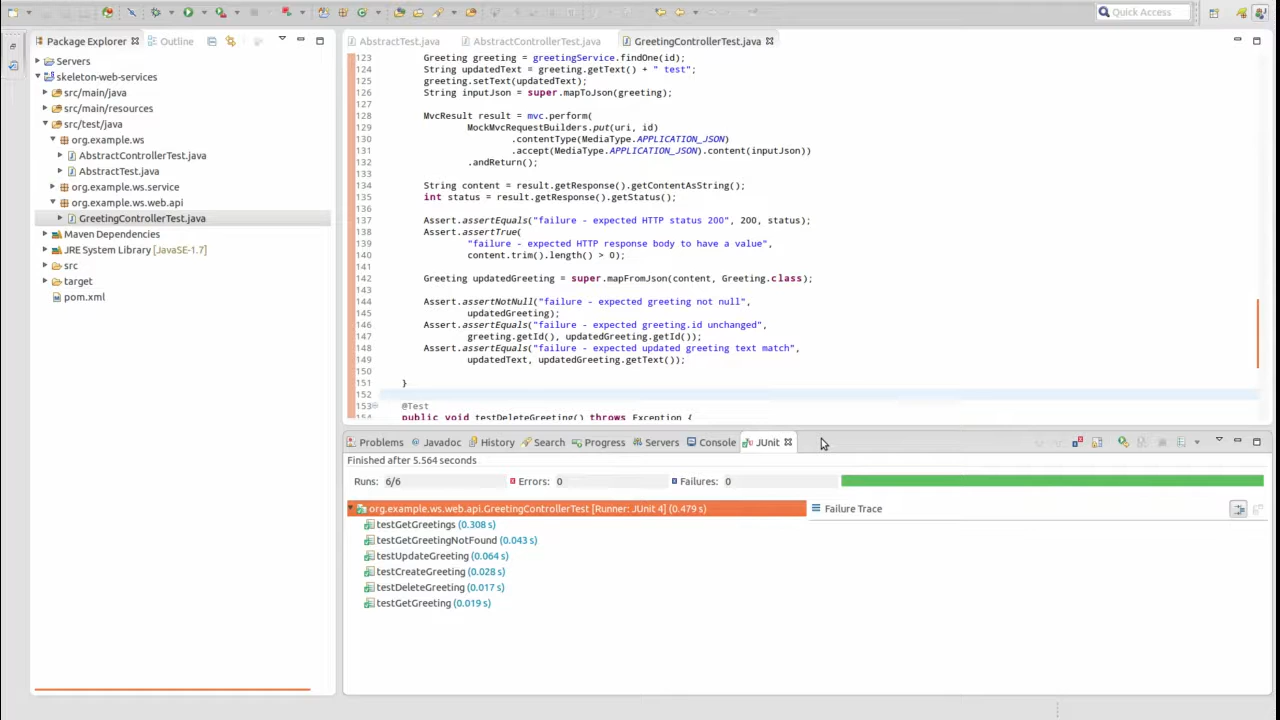 Quick Access
Package Explorer
Outline
Servers
skeleton-web-services
src/main/java
src/main/resources
src/test/java
org.example.ws
AbstractControllerTest.java
AbstractTest.java
org.example.ws.service
org.example.ws.web.api
GreetingControllerTest.java
Maven Dependencies
JRE System Library [JavaSE-1.7]
src
target
pom.xml
AbstractTest.java
AbstractControllerTest.java
GreetingControllerTest.java
123 Greeting greeting = greetingService.findOne(id);
124 String updatedText = greeting.getText() + " test";
125 greeting.setText(updatedText);
126 String inputJson = super.mapToJson(greeting);
127
128 MvcResult result = mvc.perform(
129 MockMvcRequestBuilders.put(uri, id)
130 .contentType(MediaType.APPLICATION_JSON)
131 .accept(MediaType.APPLICATION_JSON).content(inputJson))
132 .andReturn();
133
134 String content = result.getResponse().getContentAsString();
135 int status = result.getResponse().getStatus();
136
137 Assert.assertEquals("failure - expected HTTP status 200", 200, status);
138 Assert.assertTrue(
139 "failure - expected HTTP response body to have a value",
140 content.trim().length() > 0);
141
142 Greeting updatedGreeting = super.mapFromJson(content, Greeting.class);
143
144 Assert.assertNotNull("failure - expected greeting not null",
145 updatedGreeting);
146 Assert.assertEquals("failure - expected greeting.id unchanged",
147 greeting.getId(), updatedGreeting.getId());
148 Assert.assertEquals("failure - expected updated greeting text match",
149 updatedText, updatedGreeting.getText());
150
151 }
152
153 @Test
154 public void testDeleteGreeting() throws Exception {
Problems
Javadoc
History
Search
Progress
Servers
Console
JUnit
Finished after 5.564 seconds
Runs: 6/6
Errors: 0
Failures: 0
org.example.ws.web.api.GreetingControllerTest [Runner: JUnit 4] (0.479 s)
testGetGreetings (0.308 s)
testGetGreetingNotFound (0.043 s)
testUpdateGreeting (0.064 s)
testCreateGreeting (0.028 s)
testDeleteGreeting (0.017 s)
testGetGreeting (0.019 s)
Failure Trace